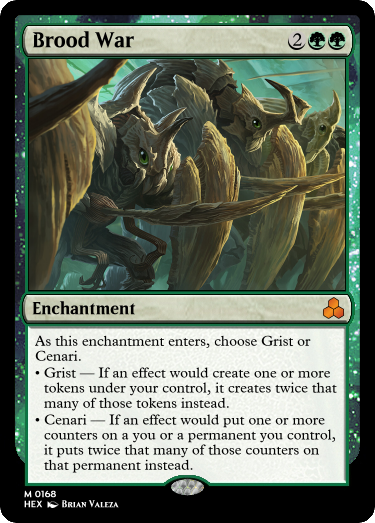 Brood War 2
Enchantment
As this enchantment enters, choose Grist or
Cenari.
• Grist — If an effect would create one or more
tokens under your control, it creates twice that
many of those tokens instead.
• Cenari — If an effect would put one or more
counters on a you or a permanent you control,
it puts twice that many of those counters on
that permanent instead.
M 0168
HEX Brian Valeza